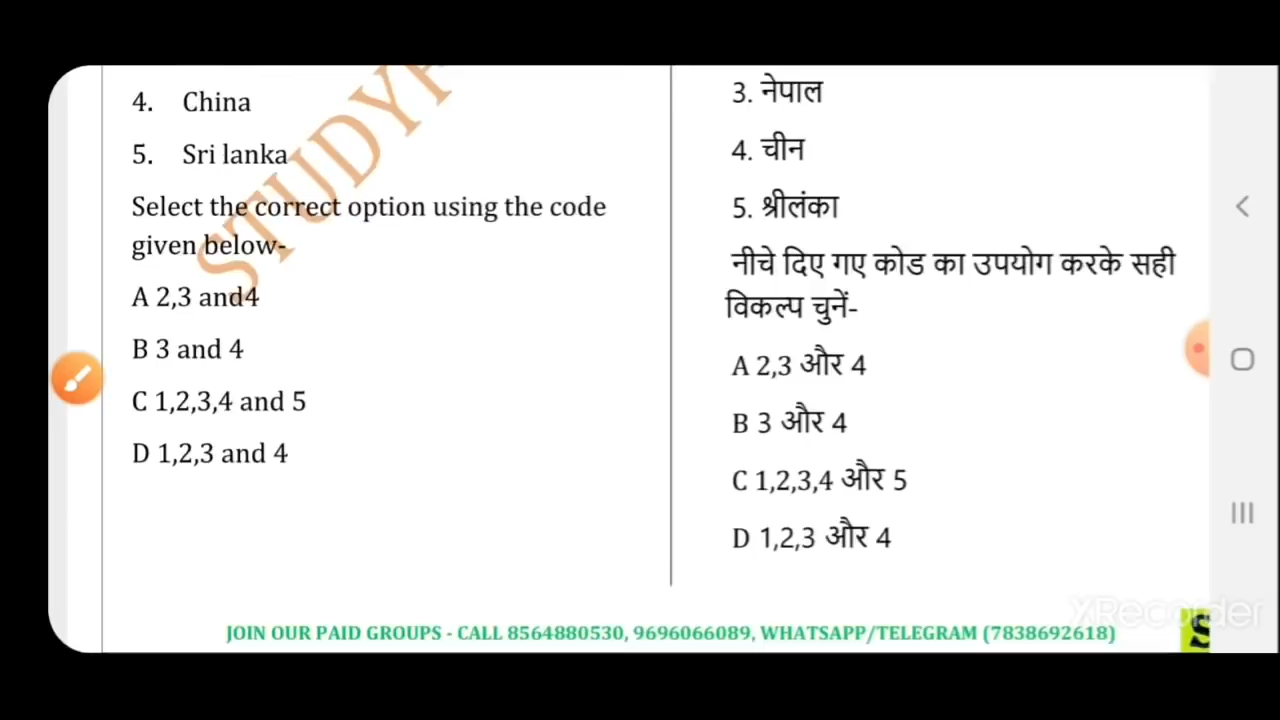 4. China
5. Sri lanka
Select the correct option using the code
given below-
A 2,3 and4
B 3 and 4
C 1,2,3,4 and 5
D 1,2,3 and 4
3. नेपाल
4. चीन
5. श्रीलंका
नीचे दिए गए कोड का उपयोग करके सही
विकल्प चुनें-
A 2,3 और 4
B 3 और 4
C 1,2,3,4 और 5
D 1,2,3 और 4
JOIN OUR PAID GROUPS - CALL 8564880530, 9696066089, WHATSAPP/TELEGRAM (7838692618)
XRecorder
S